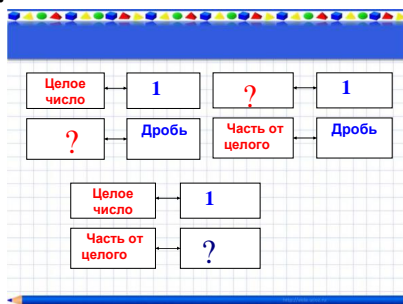 Целое
число
1
?
1
?
Дробь
Часть от
целого
Дробь
Целое
число
1
Часть от
целого
?